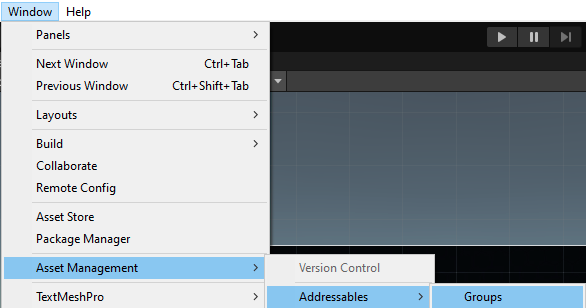 Window Help
Panels
Next Window Ctrl+Tab
Previous Window Ctrl+Shift+Tab
Layouts
Build
Collaborate
Remote Config
Asset Store
Package Manager
Asset Management Version Control
TextMeshPro Addressables Groups